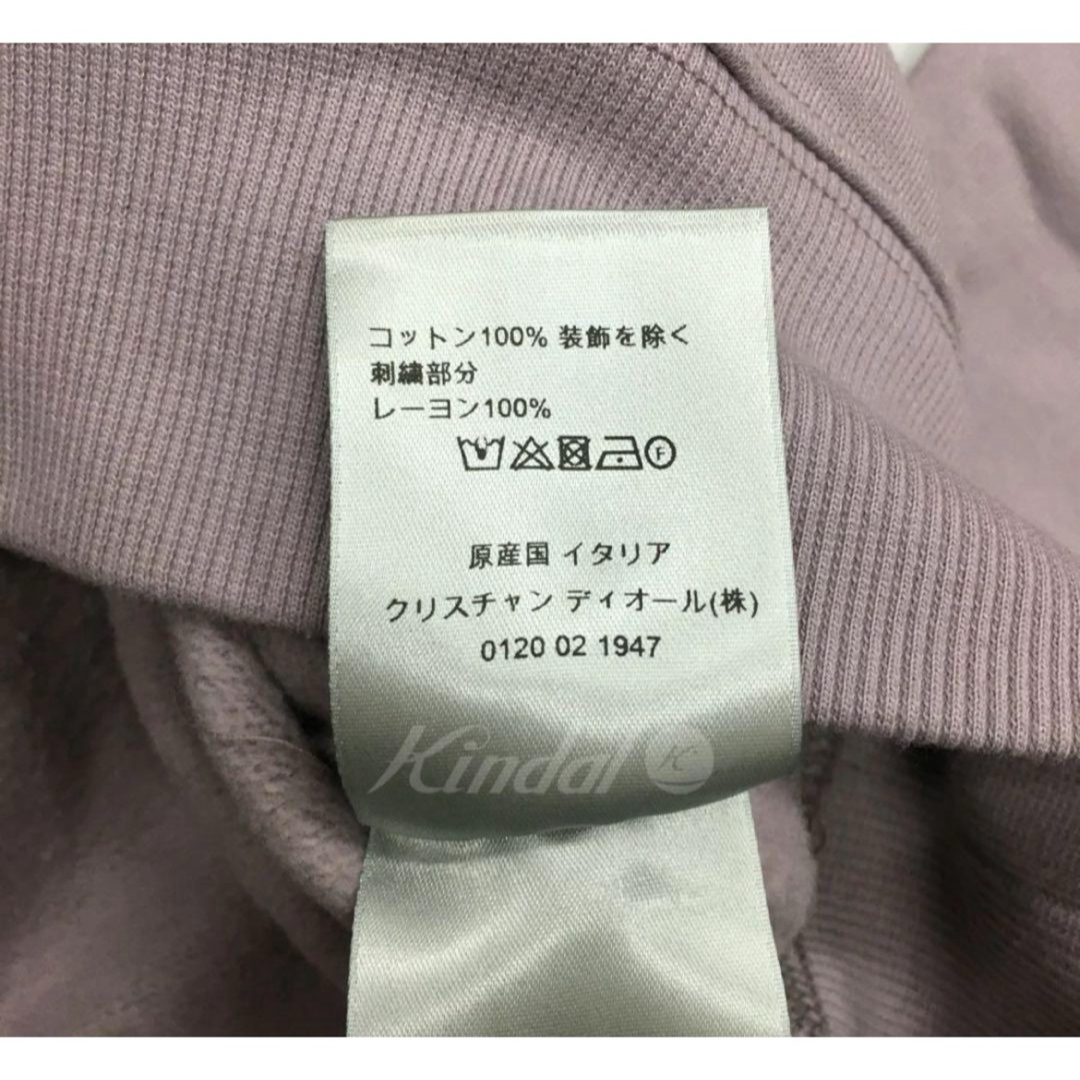 コットン100% 装飾を除く
刺繍部分
レーヨン100%
F
原産国 イタリア
クリスチャン ディオール(株)
0120 02 1947
Kindal K